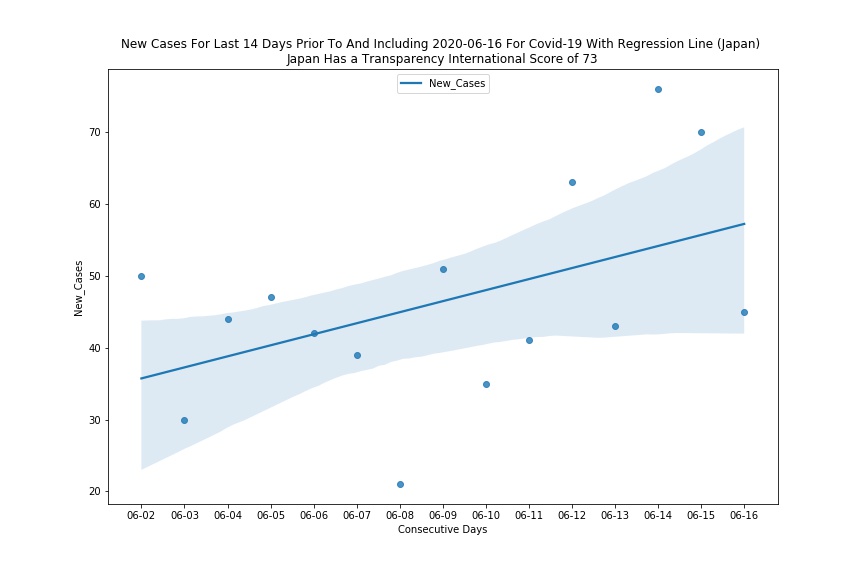 New Cases For Last 14 Days Prior To And Including 2020-06-16 For Covid-19 With Regression Line (Japan)
Japan Has a Transparency International Score of 73
New_Cases
70
60
50
40
30
20
New_Cases
06-02 06-03 06-04 06-05 06-06 06-07 06-08 06-09 06-10 06-11 06-12 06-13 06-14 06-15 06-16
Consecutive Days